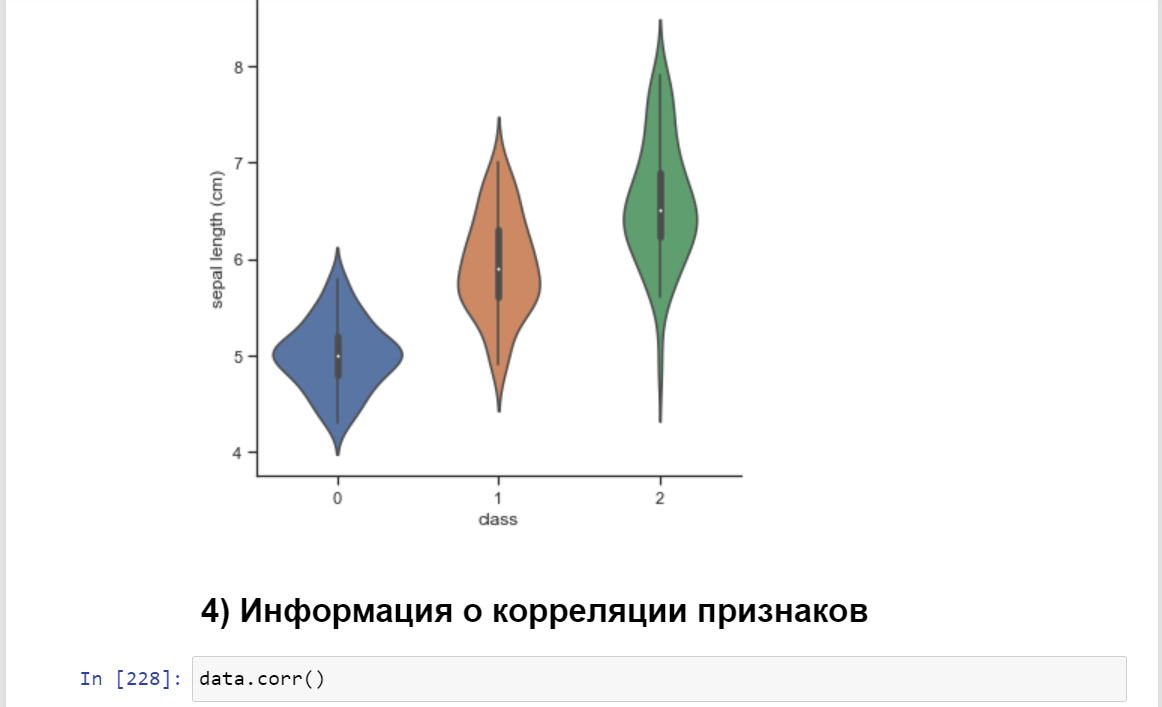 8
7
6
5
4
sepal length (cm)
0 1 2
class
4) Информация о корреляции признаков
In [228]: data.corr()